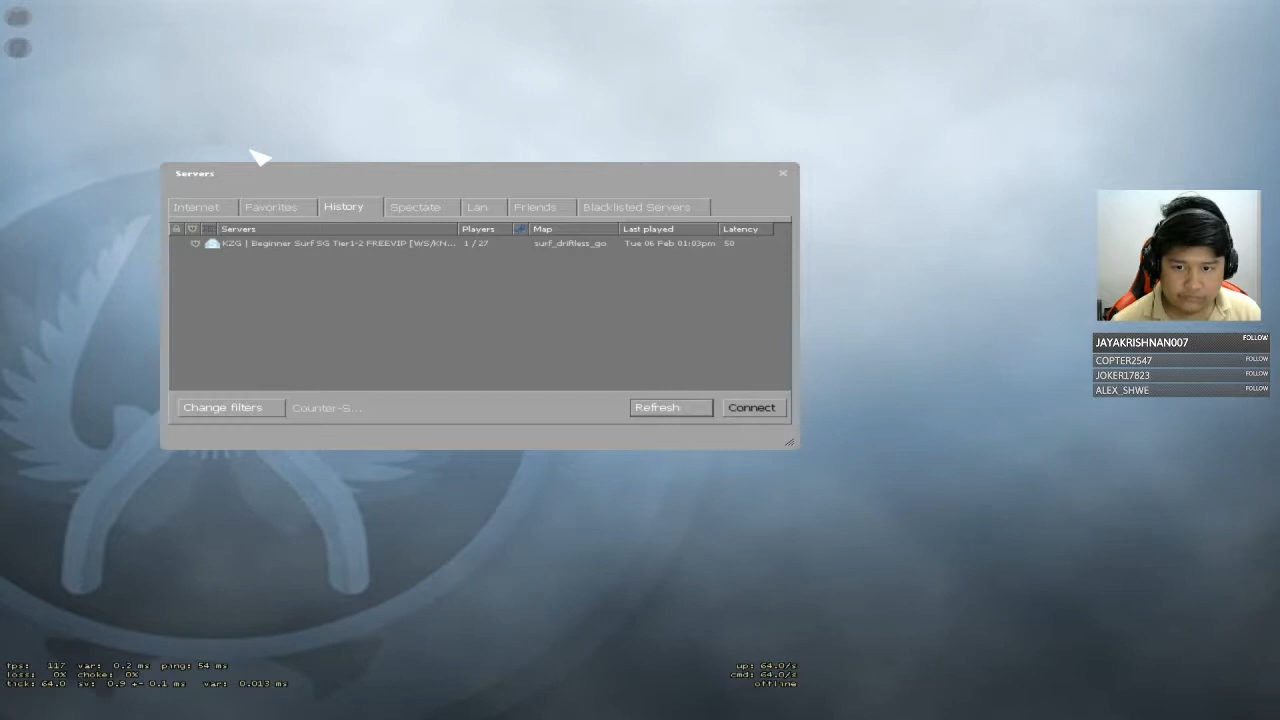 Servers
Internet Favorites History Spectate Lan Friends Blacklisted Servers
Servers Players Map Last played Latency
KZG | Beginner Surf SG Tier1-2 FREEVIP [WS/KN... 1 / 27 surf_driftless_go Tue 06 Feb 01:03pm 50
Change filters Counter-S... Refresh Connect
JAYAKRISHNAN007 FOLLOW
COPTER2547 FOLLOW
JOKER17823 FOLLOW
ALEX_SHWE FOLLOW
fps: 117 var: 0.2 ms ping: 54 ms
loss: 0% choke: 0%
tick: 64.0 sv: 0.9 +- 0.1 ms var: 0.013 ms
up: 64.0/s
cmd: 64.0/s
offline